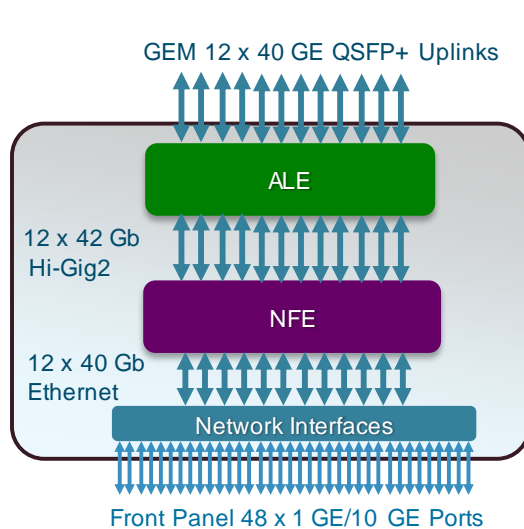 GEM 12 x 40 GE QSFP+ Uplinks
ALE
12 x 42 Gb
Hi-Gig2
NFE
12 x 40 Gb
Ethernet
Network Interfaces
Front Panel 48 x 1 GE/10 GE Ports